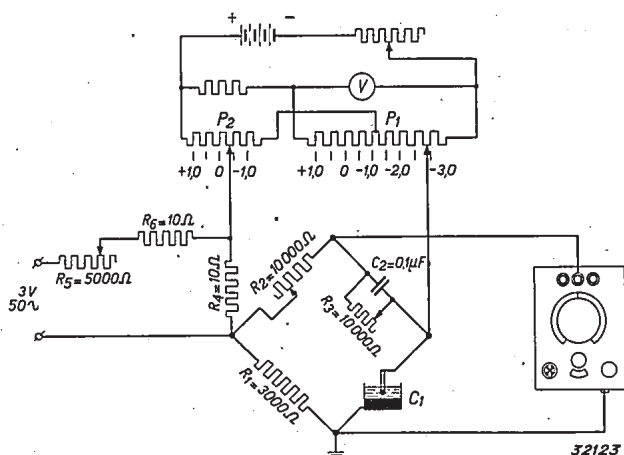 + -
V
P2 P1
+1,0 0 -1,0 +1,0 0 -1,0 -2,0 -3,0
R6=10Ω
R5=5000Ω
3V
50∿
R4=10Ω
R2=10000Ω
C2=0,1µF
R3=10000Ω
R1=3000Ω
C1
32123